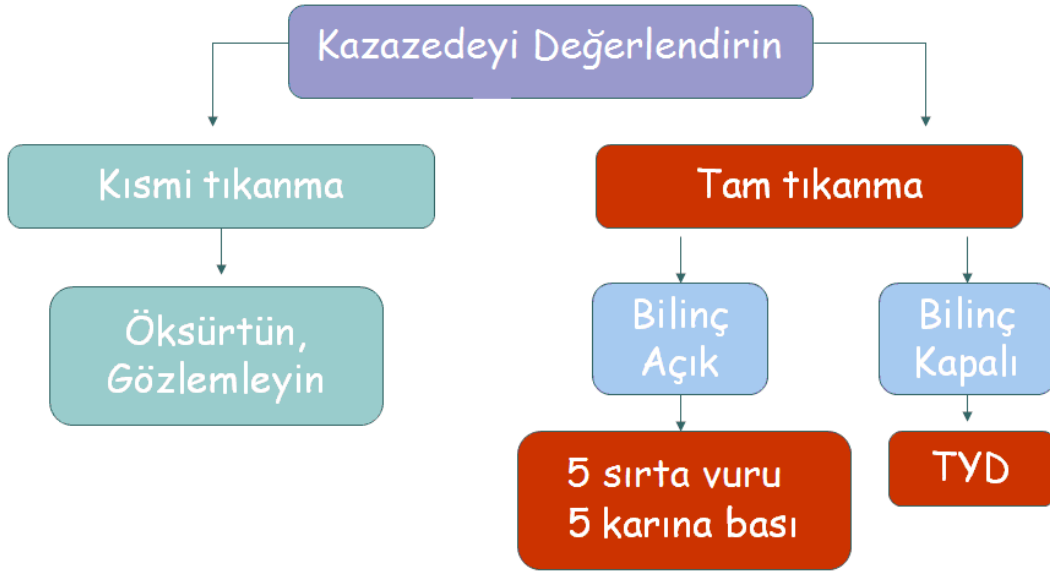 Kazazedeyi Değerlendirin
Kısmi tıkanma
Öksürtün,
Gözlemleyin
Tam tıkanma
Bilinç
Açık
5 sırta vuru
5 karına bası
Bilinç
Kapalı
TYD